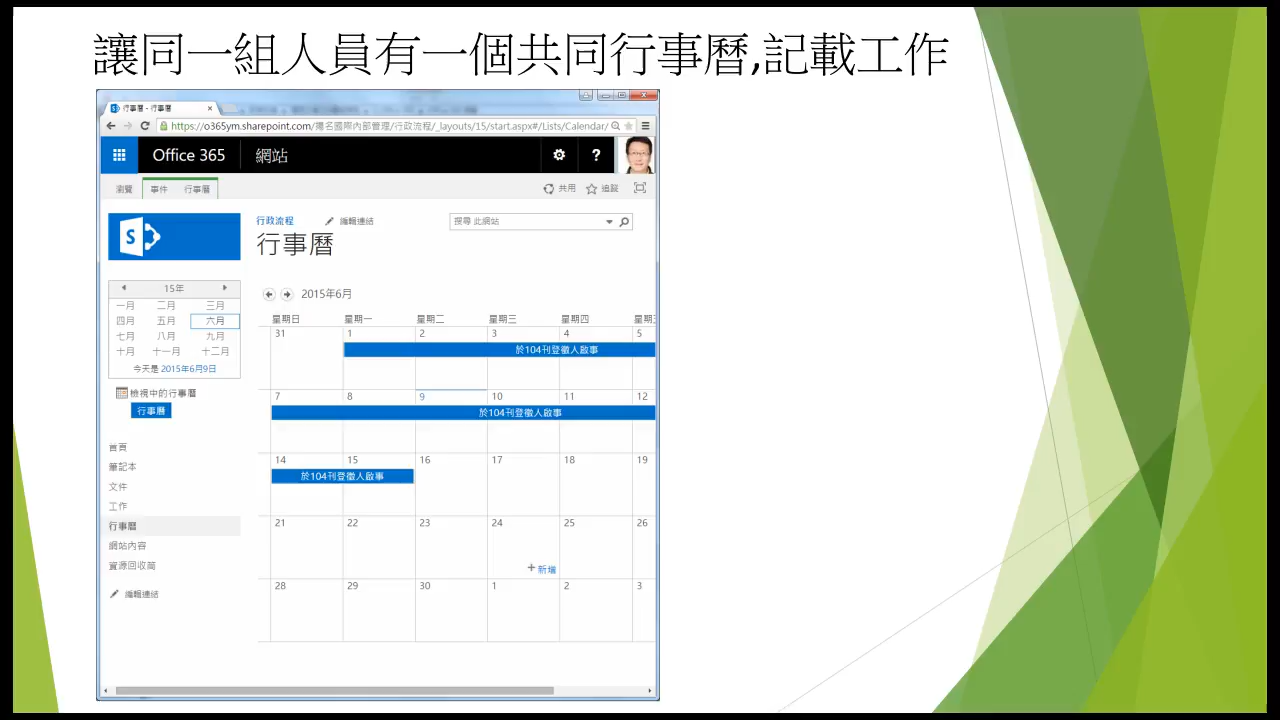 讓同一組人員有一個共同行事曆,記載工作
行事曆 - 行事曆
https://o365ym.sharepoint.com/揚名國際內部管理/行政流程/_layouts/15/start.aspx#/Lists/Calendar/
Office 365 網站
瀏覽 事件 行事曆 共用 追蹤
S
行政流程 編輯連結 搜尋 此網站
行事曆
15年
一月 二月 三月
四月 五月 六月
七月 八月 九月
十月 十一月 十二月
今天是 2015年6月9日
檢視中的行事曆
行事曆
首頁
筆記本
文件
工作
行事曆
網站內容
資源回收筒
編輯連結
2015年6月
星期日 星期一 星期二 星期三 星期四 星期
31 1 2 3 4 5
於104刊登徵人啟事
7 8 9 10 11 12
於104刊登徵人啟事
14 15 16 17 18 19
於104刊登徵人啟事
21 22 23 24 25 26
新增
28 29 30 1 2 3